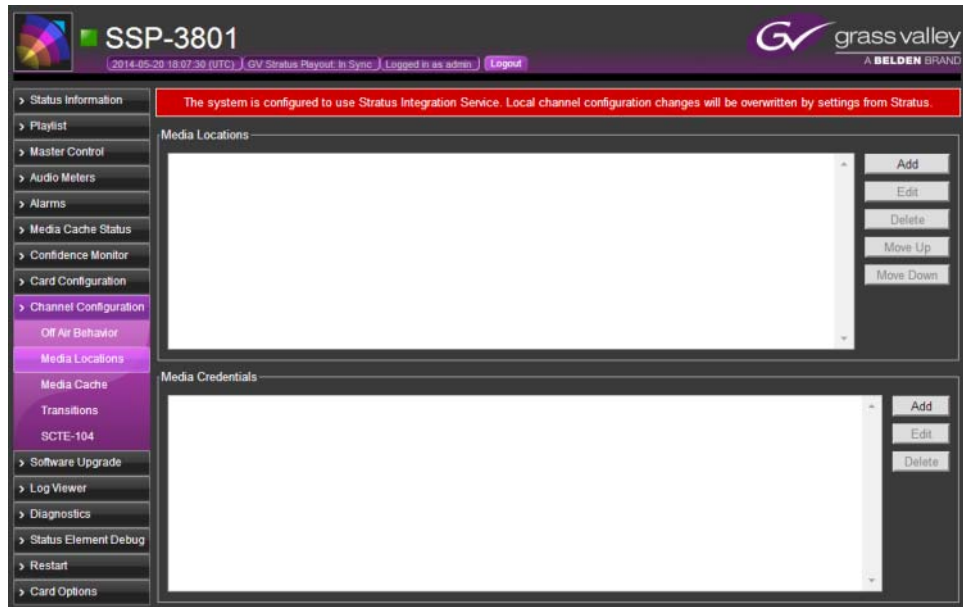 SSP-3801
2014-05-20 18:07:30 (UTC) GV Stratus Playout: In Sync Logged in as admin Logout
GV grass valley
A BELDEN BRAND
> Status Information
> Playlist
> Master Control
> Audio Meters
> Alarms
> Media Cache Status
> Confidence Monitor
> Card Configuration
> Channel Configuration
Off Air Behavior
Media Locations
Media Cache
Transitions
SCTE-104
> Software Upgrade
> Log Viewer
> Diagnostics
> Status Element Debug
> Restart
> Card Options
The system is configured to use Stratus Integration Service. Local channel configuration changes will be overwritten by settings from Stratus.
Media Locations
Add
Edit
Delete
Move Up
Move Down
Media Credentials
Add
Edit
Delete